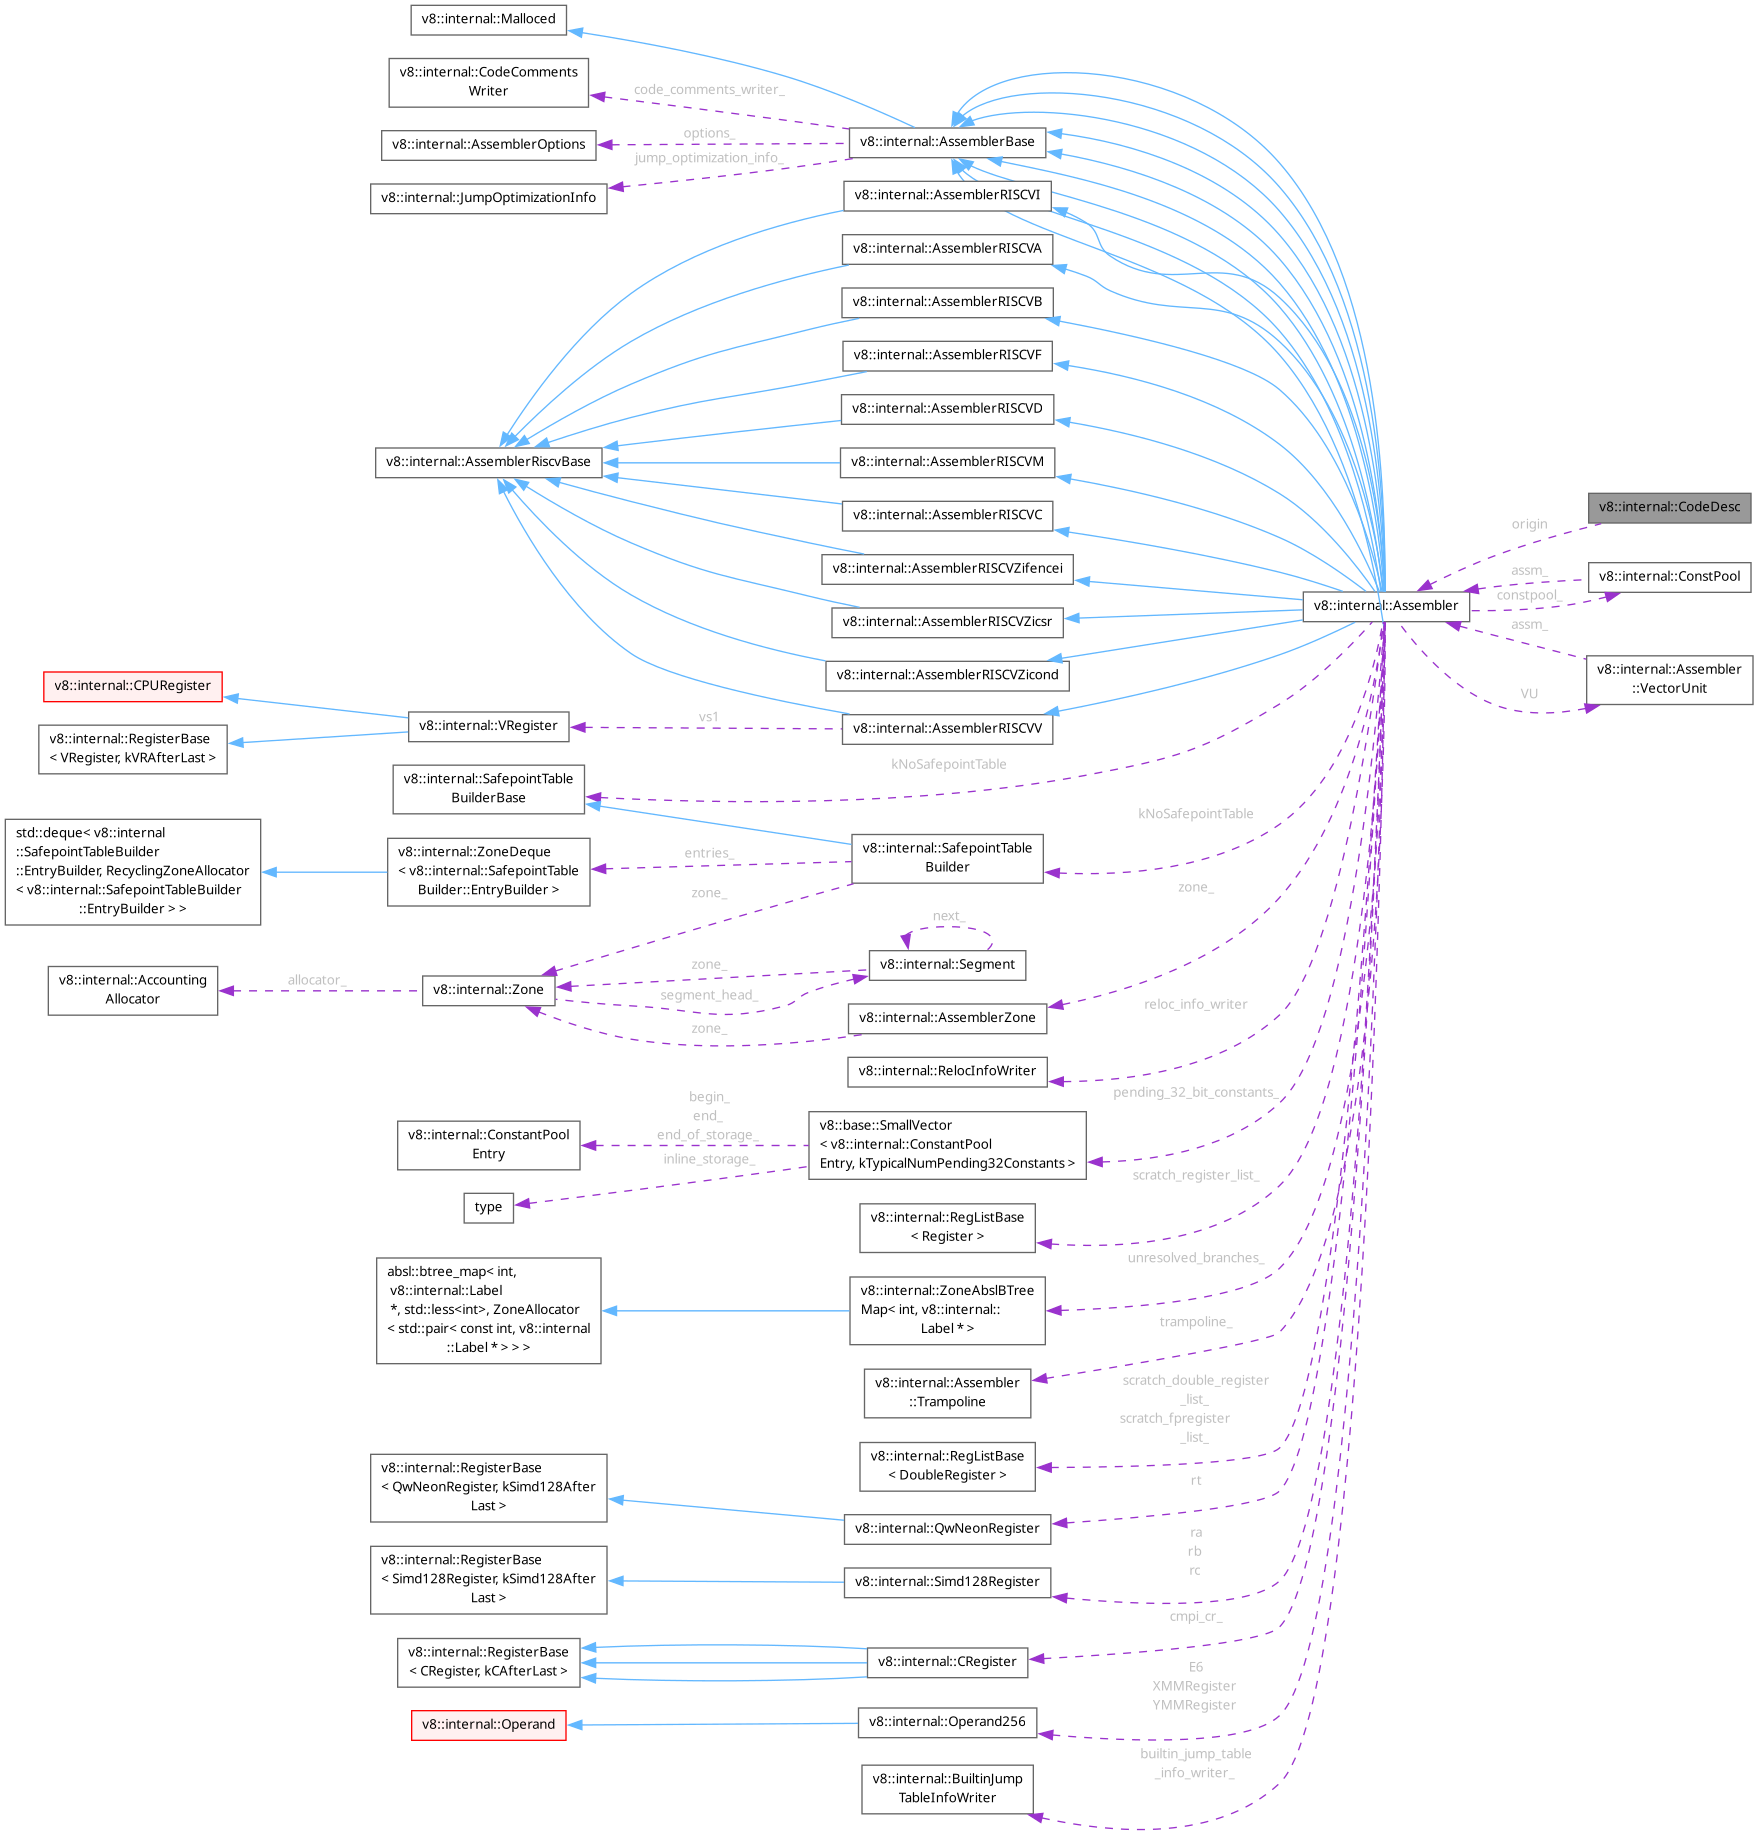 v8::internal::Malloced
v8::internal::CodeComments
Writer
code_comments_writer_
v8::internal::AssemblerOptions
options_
v8::internal::AssemblerBase
jump_optimization_info_
v8::internal::JumpOptimizationInfo
v8::internal::AssemblerRISCVI
v8::internal::AssemblerRISCVA
v8::internal::AssemblerRISCVB
v8::internal::AssemblerRISCVF
v8::internal::AssemblerRISCVD
v8::internal::AssemblerRiscvBase
v8::internal::AssemblerRISCVM
v8::internal::AssemblerRISCVC
v8::internal::CodeDesc
origin
v8::internal::AssemblerRISCVZifencei
v8::internal::ConstPool
assm_
constpool_
v8::internal::Assembler
v8::internal::AssemblerRISCVZicsr
assm_
v8::internal::AssemblerRISCVZicond
v8::internal::Assembler
::VectorUnit
VU
v8::internal::CPURegister
v8::internal::VRegister
vs1
v8::internal::AssemblerRISCVV
v8::internal::RegisterBase
< VRegister, kVRAfterLast >
kNoSafepointTable
v8::internal::SafepointTable
BuilderBase
kNoSafepointTable
std::deque< v8::internal
::SafepointTableBuilder
::EntryBuilder, RecyclingZoneAllocator
< v8::internal::SafepointTableBuilder
::EntryBuilder > >
v8::internal::ZoneDeque
< v8::internal::SafepointTable
Builder::EntryBuilder >
entries_
v8::internal::SafepointTable
Builder
zone_
zone_
next_
v8::internal::Segment
v8::internal::Accounting
Allocator
allocator_
v8::internal::Zone
zone_
segment_head_
zone_
v8::internal::AssemblerZone
reloc_info_writer
v8::internal::RelocInfoWriter
pending_32_bit_constants_
begin_
end_
end_of_storage_
inline_storage_
v8::internal::ConstantPool
Entry
v8::base::SmallVector
< v8::internal::ConstantPool
Entry, kTypicalNumPending32Constants >
type
scratch_register_list_
v8::internal::RegListBase
< Register >
unresolved_branches_
absl::btree_map< int,
v8::internal::Label
*, std::less<int>, ZoneAllocator
< std::pair< const int, v8::internal
::Label * > > >
v8::internal::ZoneAbslBTree
Map< int, v8::internal::
Label * >
trampoline_
v8::internal::Assembler
::Trampoline
scratch_double_register
_list_
scratch_fpregister
_list_
v8::internal::RegListBase
< DoubleRegister >
v8::internal::RegisterBase
< QwNeonRegister, kSimd128After
Last >
rt
v8::internal::QwNeonRegister
ra
rb
rc
v8::internal::RegisterBase
< Simd128Register, kSimd128After
Last >
v8::internal::Simd128Register
cmpi_cr_
v8::internal::RegisterBase
< CRegister, kCAfterLast >
v8::internal::CRegister
E6
XMMRegister
YMMRegister
v8::internal::Operand
v8::internal::Operand256
builtin_jump_table
_info_writer_
v8::internal::BuiltinJump
TableInfoWriter